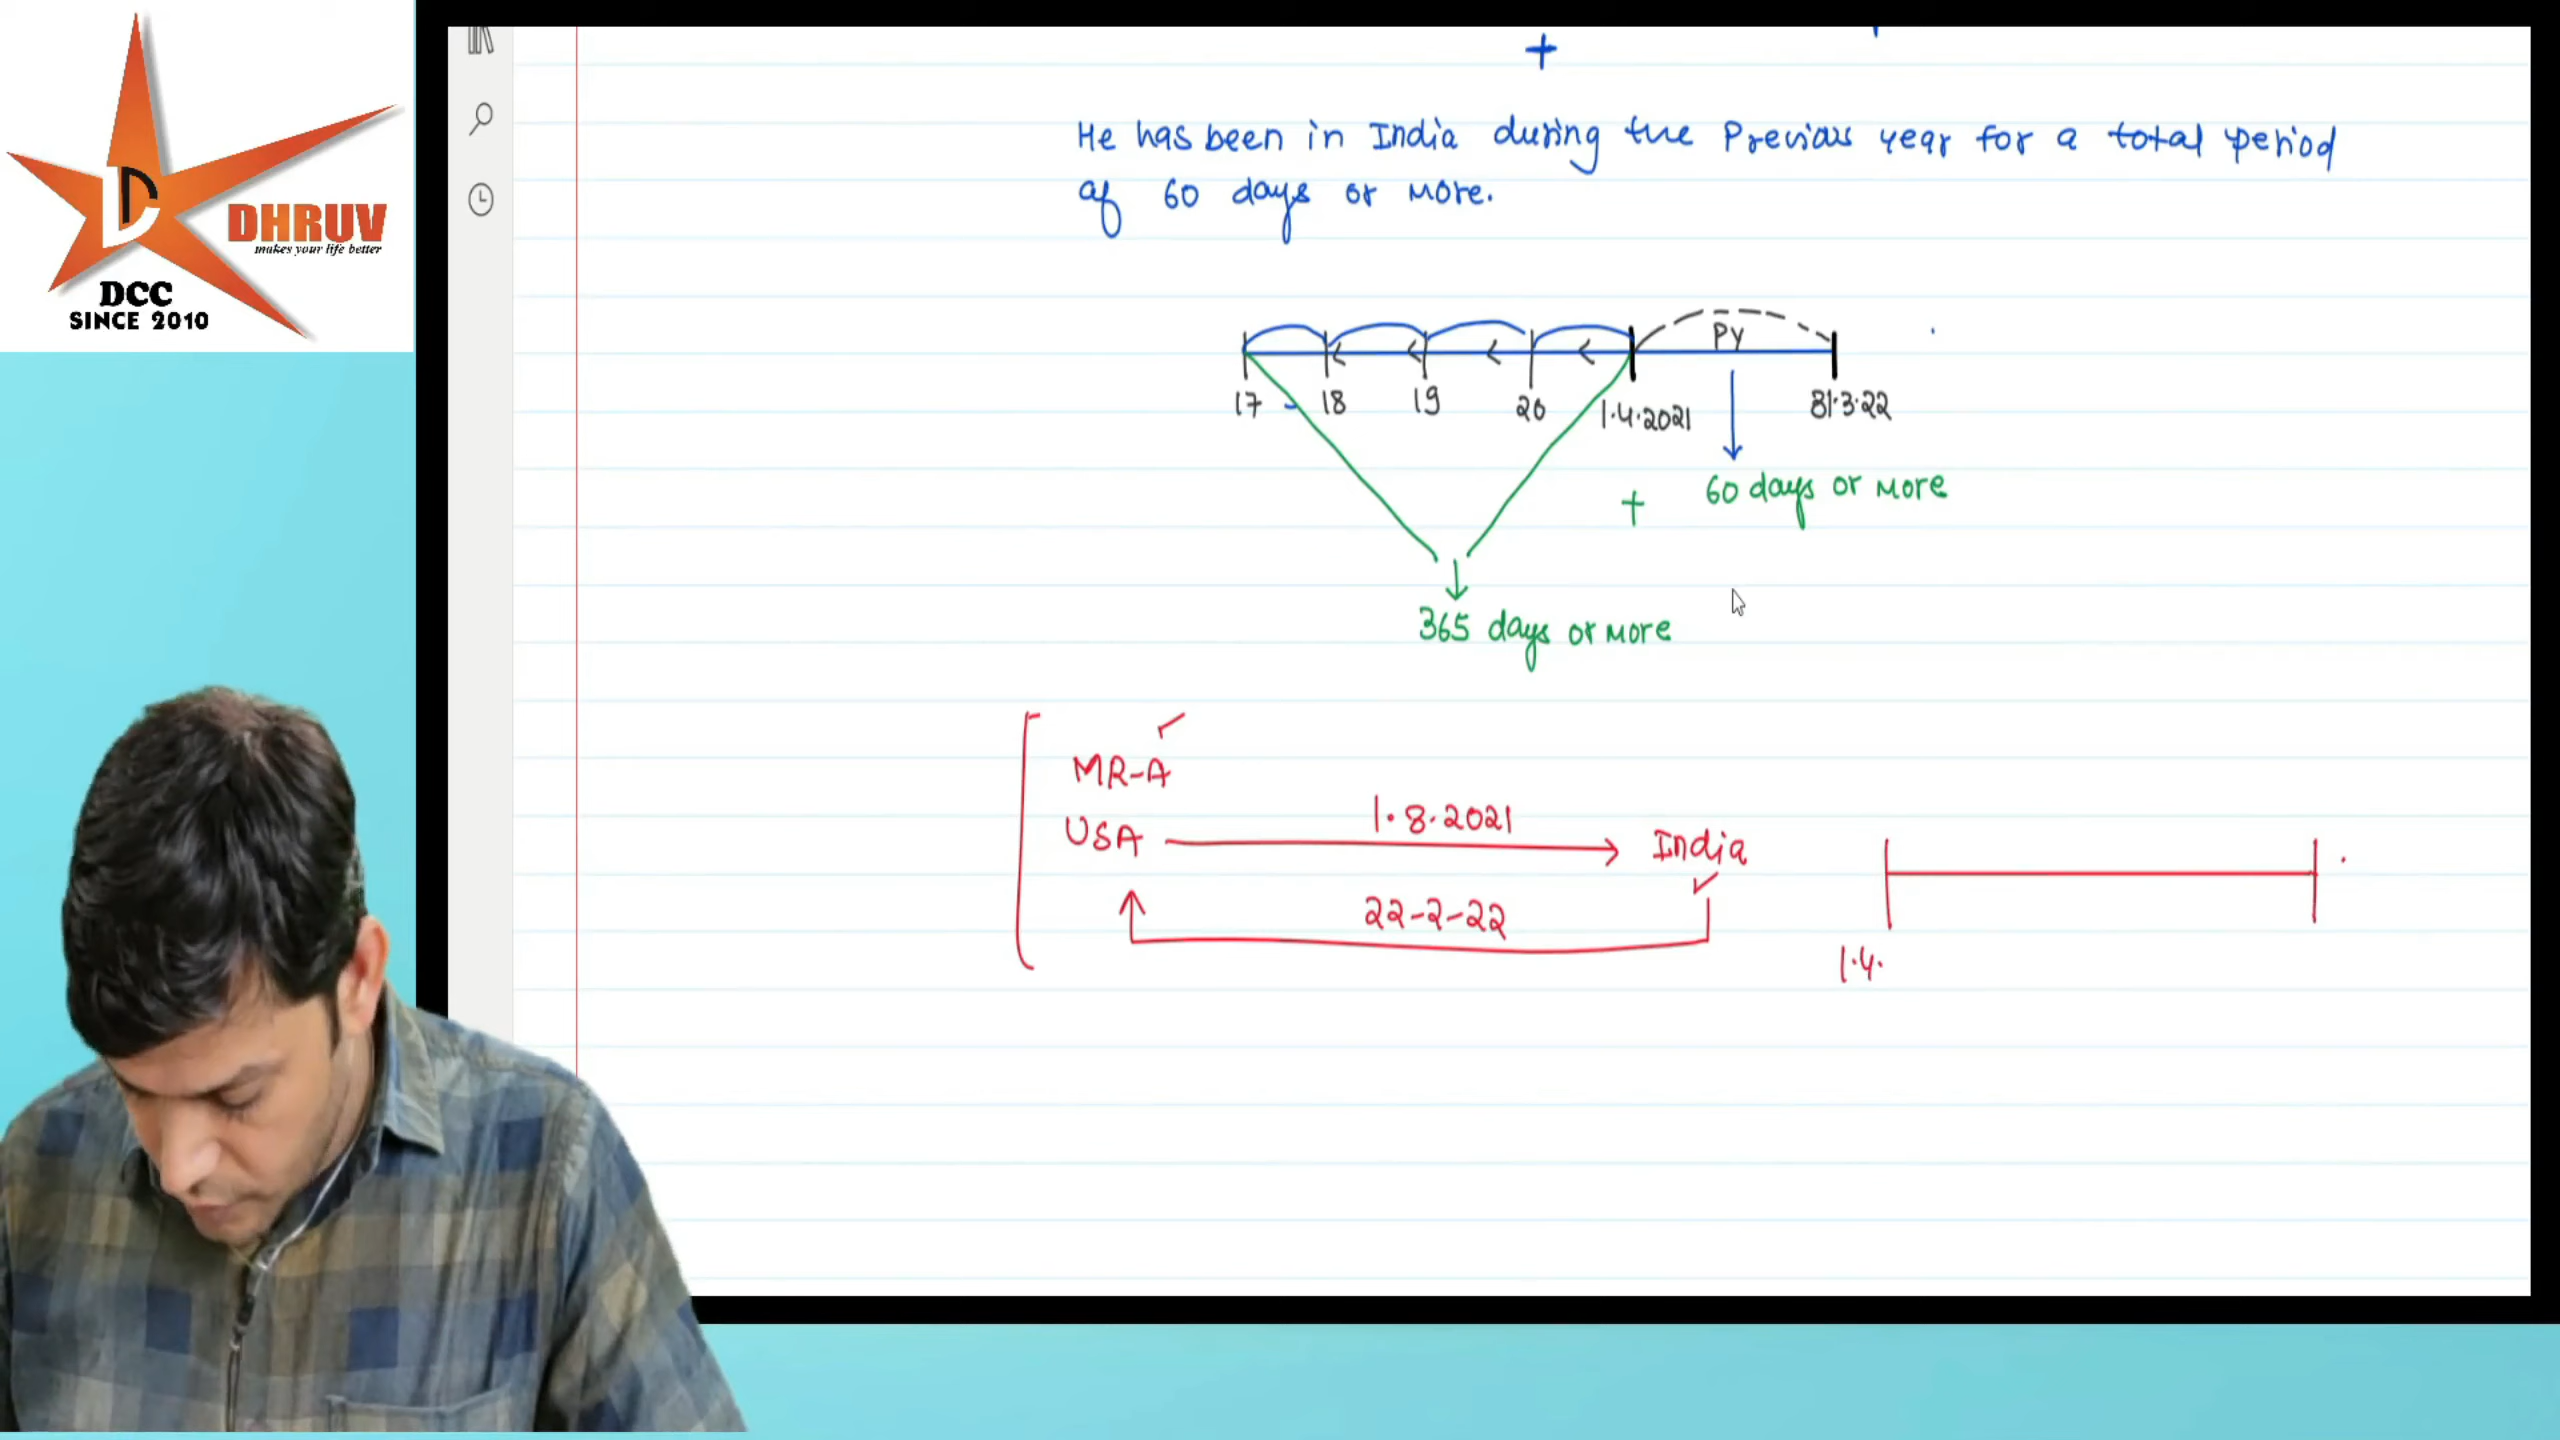 DHRUV
makes your life better
DCC
SINCE 2010
+
He has been in India during the Previous year for a total period
of 60 days or more.
PY
17 18 19 20 1.4.2021 31.3.22
+ 60 days or more
365 days or more
MR-A
USA 1.8.2021 India
22-2-22
1.4.